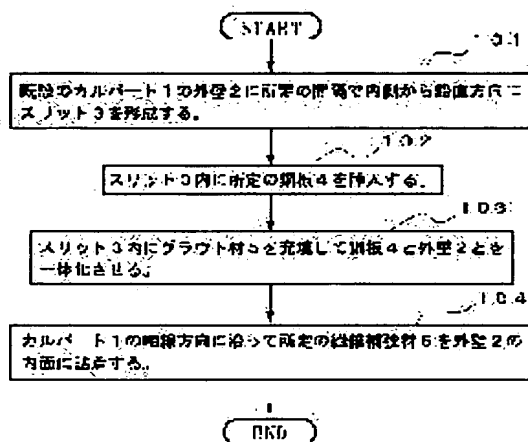 START
101
既設のカルバート1の外壁2に所定の間隔で内側から鉛直方向に
スリット3を形成する。
102
スリット3内に所定の鋼板4を挿入する。
103
スリット3内にグラウト材5を充填して鋼板4と外壁2とを
一体化させる。
104
カルバート1の軸線方向に沿って所定の繊維補強材6を外壁2の
内面に貼着する。
END